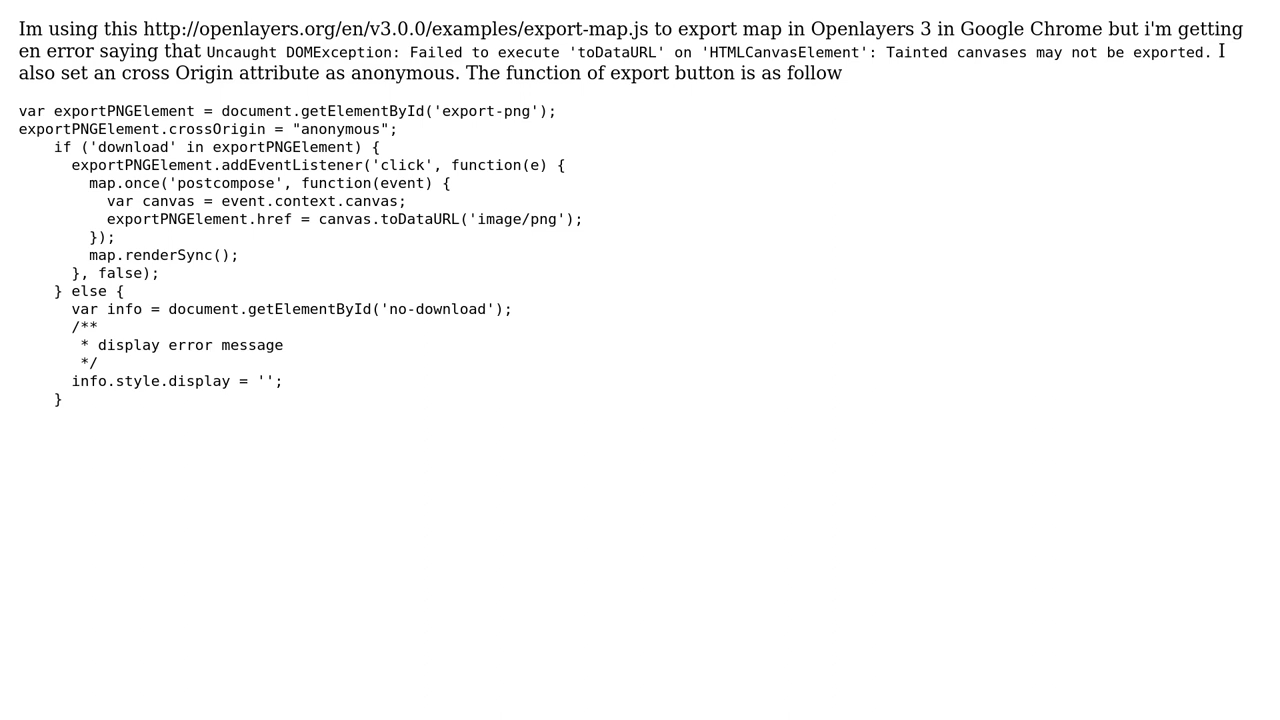 Im using this http://openlayers.org/en/v3.0.0/examples/export-map.js to export map in Openlayers 3 in Google Chrome but i'm getting
en error saying that Uncaught DOMException: Failed to execute 'toDataURL' on 'HTMLCanvasElement': Tainted canvases may not be exported. I
also set an cross Origin attribute as anonymous. The function of export button is as follow
var exportPNGElement = document.getElementById('export-png');
exportPNGElement.crossOrigin = "anonymous";
    if ('download' in exportPNGElement) {
      exportPNGElement.addEventListener('click', function(e) {
        map.once('postcompose', function(event) {
          var canvas = event.context.canvas;
          exportPNGElement.href = canvas.toDataURL('image/png');
        });
        map.renderSync();
      }, false);
    } else {
      var info = document.getElementById('no-download');
      /**
       * display error message
       */
      info.style.display = '';
    }